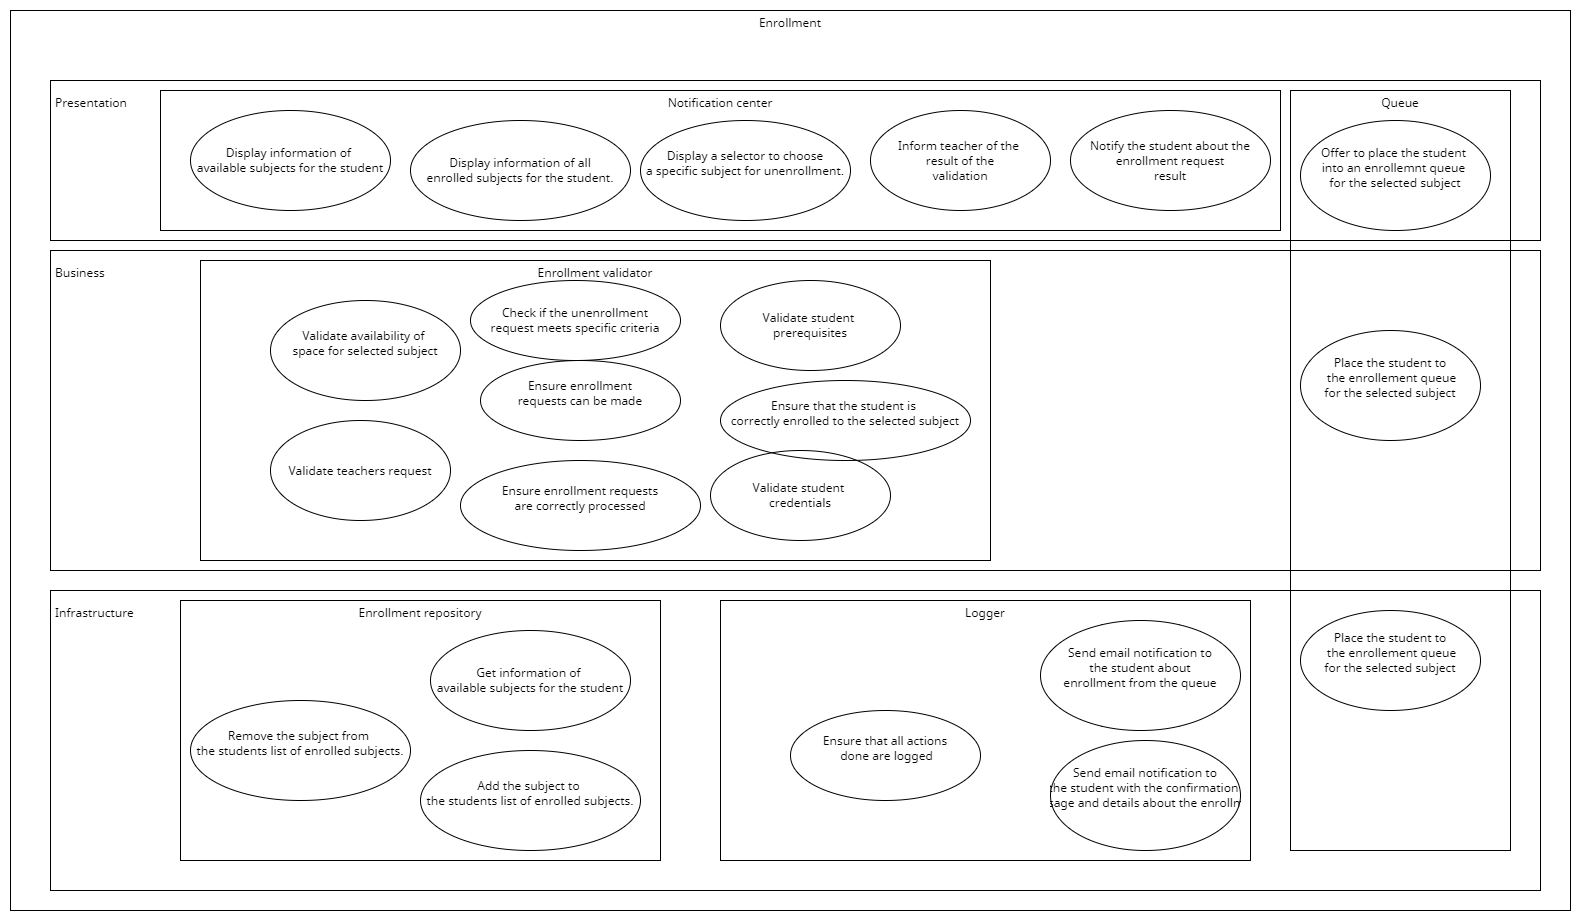 Enrollment
Presentation
Notification center
Queue
Display information of
available subjects for the student
Display information of all
enrolled subjects for the student.
Display a selector to choose
a specific subject for unenrollment.
Inform teacher of the
result of the
validation
Notify the student about the
enrollment request
result
Offer to place the student
into an enrollemnt queue
for the selected subject
Business
Enrollment validator
Validate availability of
space for selected subject
Check if the unenrollment
request meets specific criteria
Validate student
prerequisites
Ensure enrollment
requests can be made
Ensure that the student is
correctly enrolled to the selected subject
Validate teachers request
Ensure enrollment requests
are correctly processed
Validate student
credentials
Place the student to
the enrollement queue
for the selected subject
Infrastructure
Enrollment repository
Get information of
available subjects for the student
Remove the subject from
the students list of enrolled subjects.
Add the subject to
the students list of enrolled subjects.
Logger
Send email notification to
the student about
enrollment from the queue
Ensure that all actions
done are logged
Send email notification to
the student with the confirmation
sage and details about the enrolln
Place the student to
the enrollement queue
for the selected subject